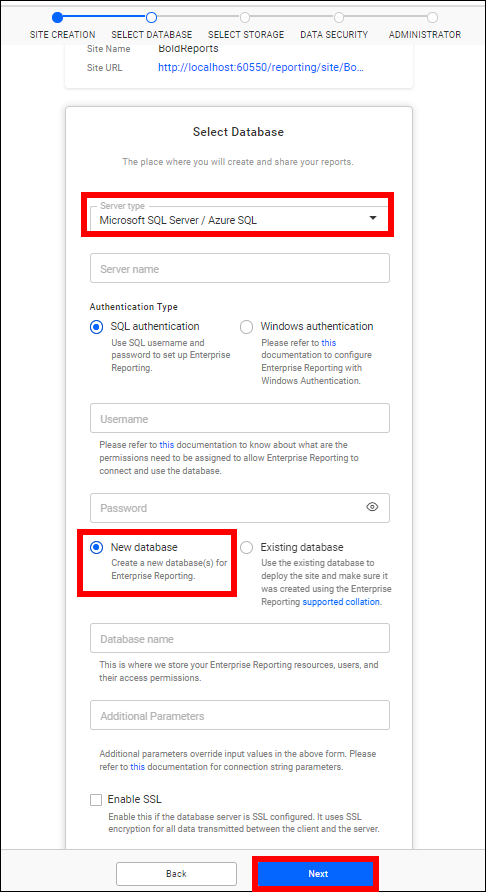 SITE CREATION
SELECT DATABASE
SELECT STORAGE
DATA SECURITY
ADMINISTRATOR
Site Name BoldReports
Site URL http://localhost:60550/reporting/site/Bo...
Select Database
The place where you will create and share your reports.
Server type
Microsoft SQL Server / Azure SQL
Server name
Authentication Type
SQL authentication
Use SQL username and
password to set up Enterprise
Reporting.
Windows authentication
Please refer to this
documentation to configure
Enterprise Reporting with
Windows Authentication.
Username
Please refer to this documentation to know about what are the
permissions need to be assigned to allow Enterprise Reporting to
connect and use the database.
Password
New database
Create a new database(s) for
Enterprise Reporting.
Existing database
Use the existing database to
deploy the site and make sure it
was created using the Enterprise
Reporting supported collation.
Database name
This is where we store your Enterprise Reporting resources, users, and
their access permissions.
Additional Parameters
Additional parameters override input values in the above form. Please
refer to this documentation for connection string parameters.
Enable SSL
Enable this if the database server is SSL configured. It uses SSL
encryption for all data transmitted between the client and the server.
Back
Next